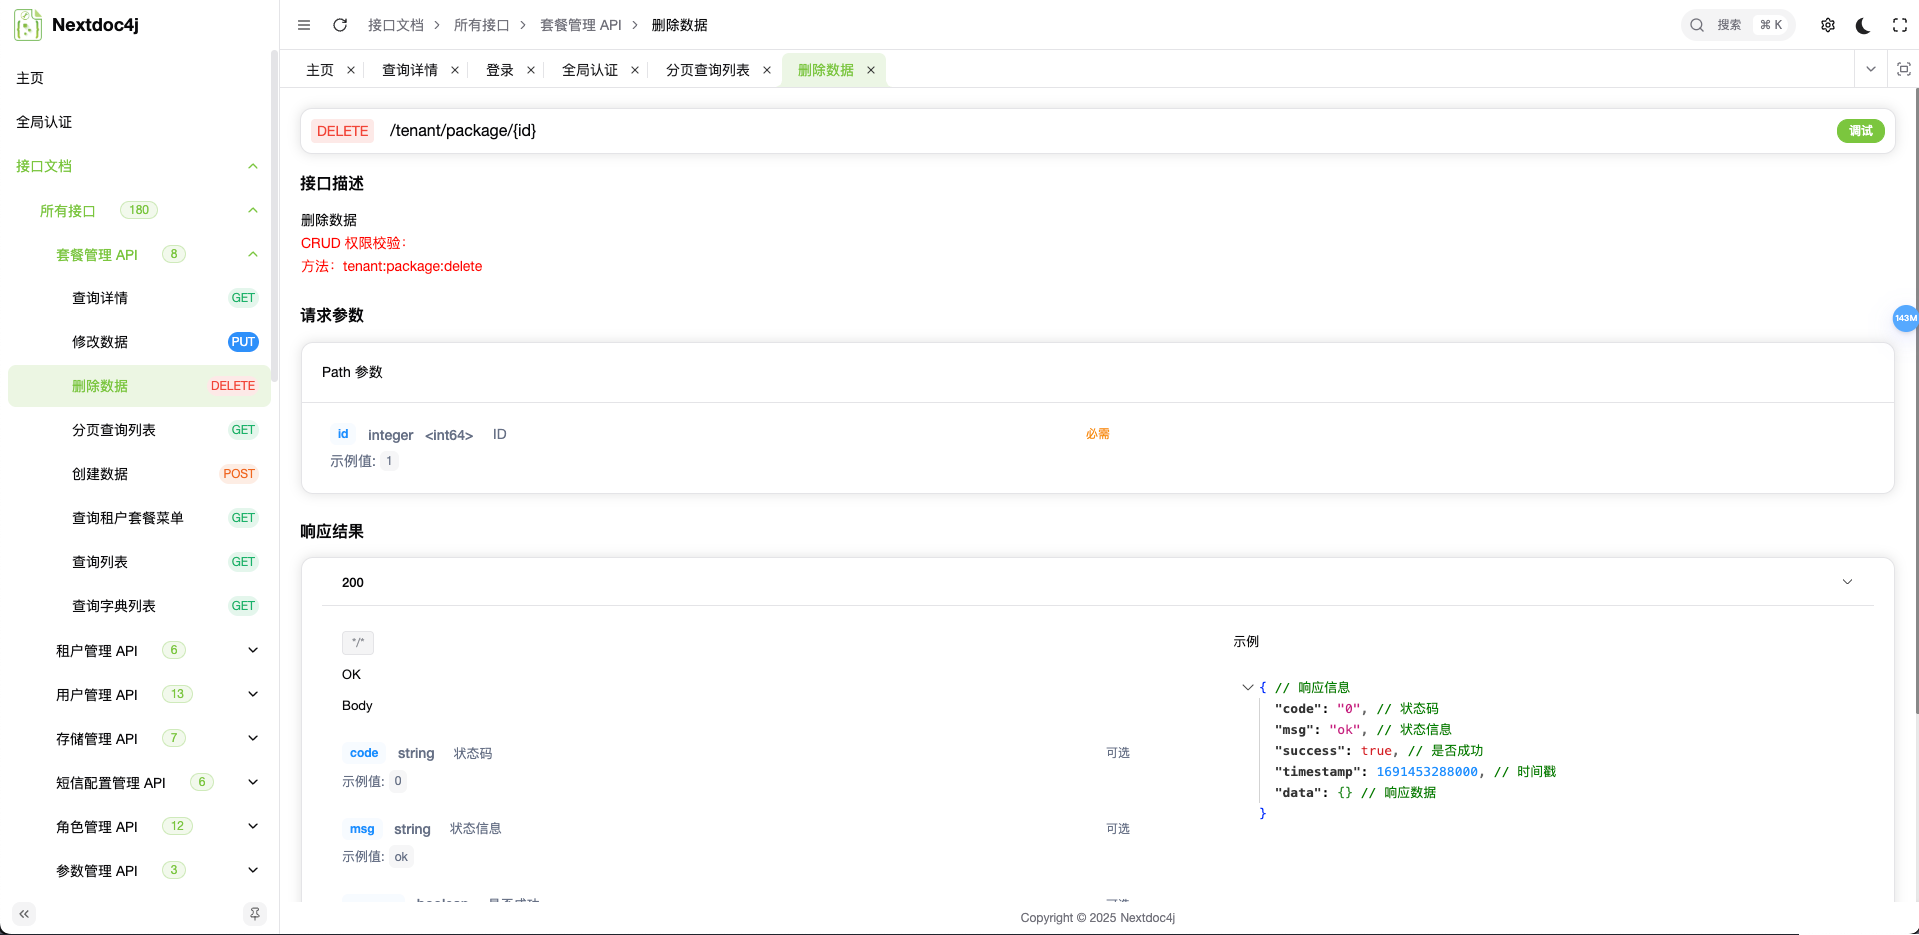 Nextdoc4j
接口文档 所有接口 套餐管理 API 删除数据
搜索 ⌘ K
主页
全局认证
接口文档
所有接口 180
套餐管理 API 8
查询详情 GET
修改数据 PUT
删除数据 DELETE
分页查询列表 GET
创建数据 POST
查询租户套餐菜单 GET
查询列表 GET
查询字典列表 GET
租户管理 API 6
用户管理 API 13
存储管理 API 7
短信配置管理 API 6
角色管理 API 12
参数管理 API 3
主页 查询详情 登录 全局认证 分页查询列表 删除数据
DELETE /tenant/package/{id} 调试
接口描述
删除数据
CRUD 权限校验：
方法：tenant:package:delete
请求参数
143M
Path 参数
id integer <int64> ID 必需
示例值: 1
响应结果
200
*/*
OK
Body
code string 状态码 可选
示例值: 0
msg string 状态信息 可选
示例值: ok
boolean 是否成功 可选
示例
{ // 响应信息
"code": "0", // 状态码
"msg": "ok", // 状态信息
"success": true, // 是否成功
"timestamp": 1691453288000, // 时间戳
"data": {} // 响应数据
}
Copyright © 2025 Nextdoc4j